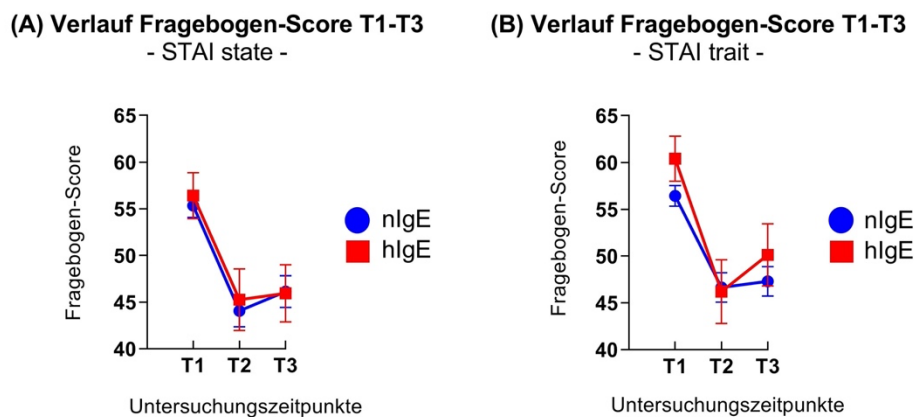 (A) Verlauf Fragebogen-Score T1-T3
- STAI state -
65
60
55
50
45
40
Fragebogen-Score
T1 T2 T3
Untersuchungszeitpunkte
nIgE
hIgE
(B) Verlauf Fragebogen-Score T1-T3
- STAI trait -
65
60
55
50
45
40
Fragebogen-Score
T1 T2 T3
Untersuchungszeitpunkte
nIgE
hIgE